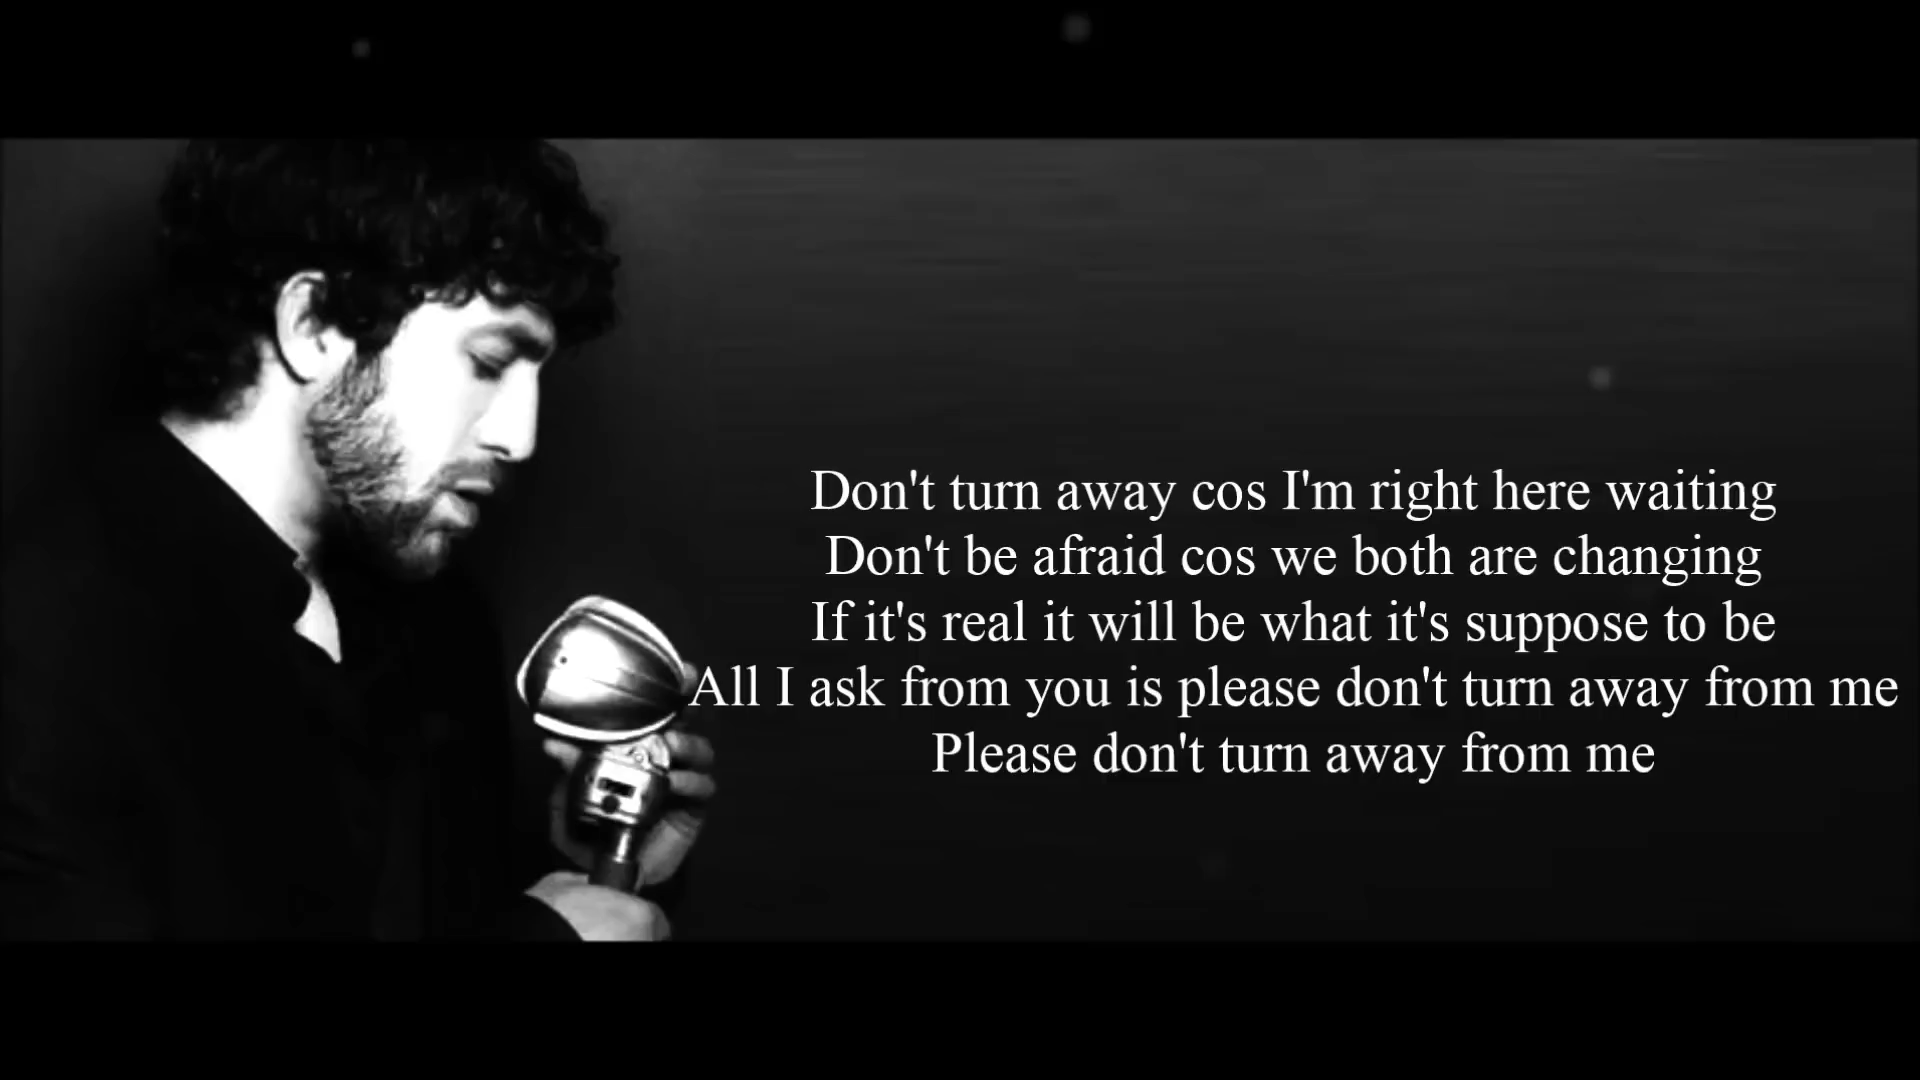 Don't turn away cos I'm right here waiting
Don't be afraid cos we both are changing
If it's real it will be what it's suppose to be
All I ask from you is please don't turn away from me
Please don't turn away from me